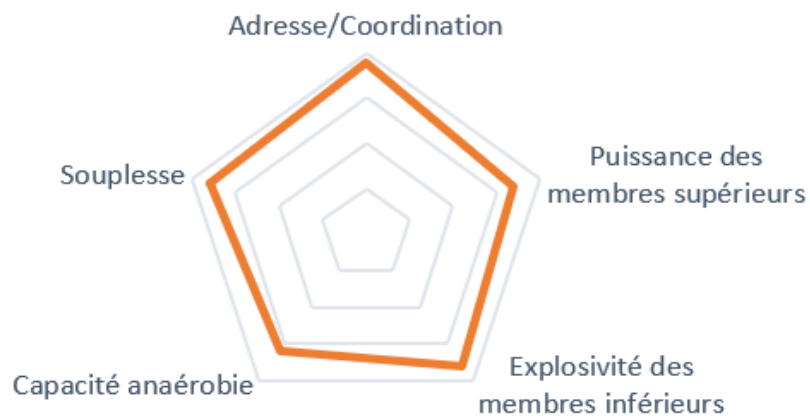 Adresse/Coordination
Puissance des
membres supérieurs
Souplesse
Explosivité des
membres inférieurs
Capacité anaérobie